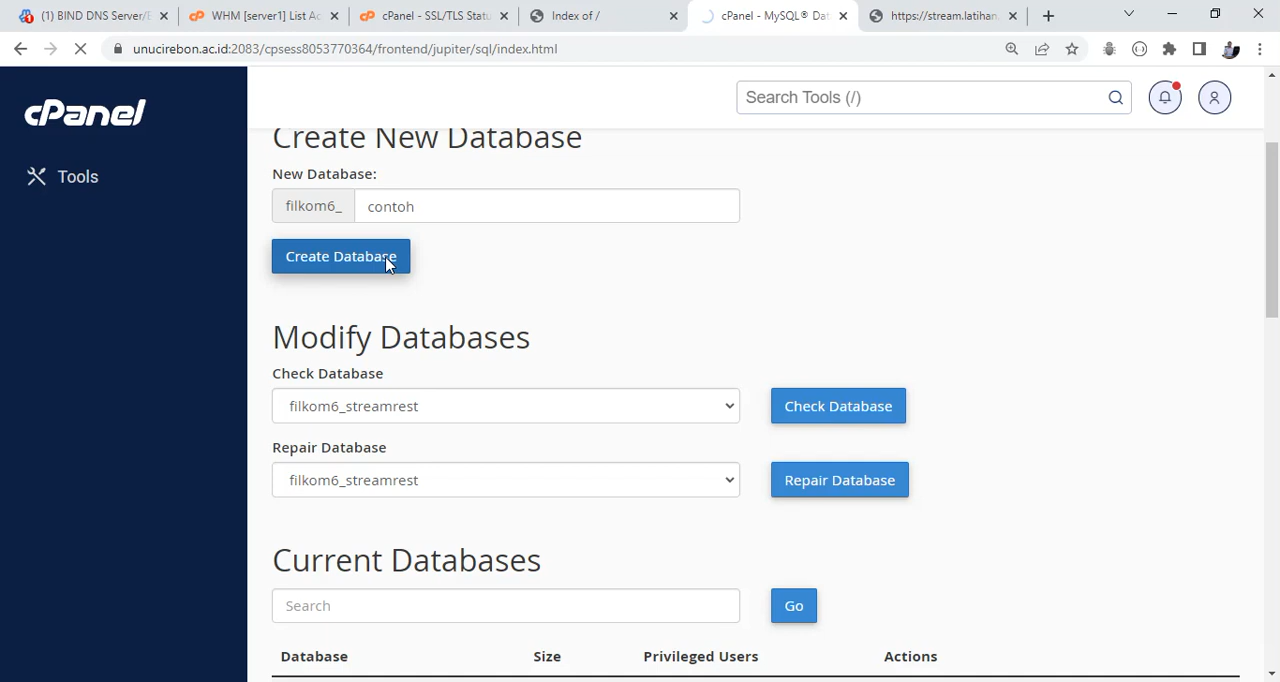 (1) BIND DNS Server/
WHM [server1] List Ac
cPanel - SSL/TLS Statu
Index of /
cPanel - MySQL® Dat
https://stream.latihan.
unucirebon.ac.id:2083/cpsess8053770364/frontend/jupiter/sql/index.html
cPanel
Search Tools (/)
Tools
Create New Database
New Database:
filkom6_ contoh
Create Database
Modify Databases
Check Database
filkom6_streamrest Check Database
Repair Database
filkom6_streamrest Repair Database
Current Databases
Search Go
Database Size Privileged Users Actions